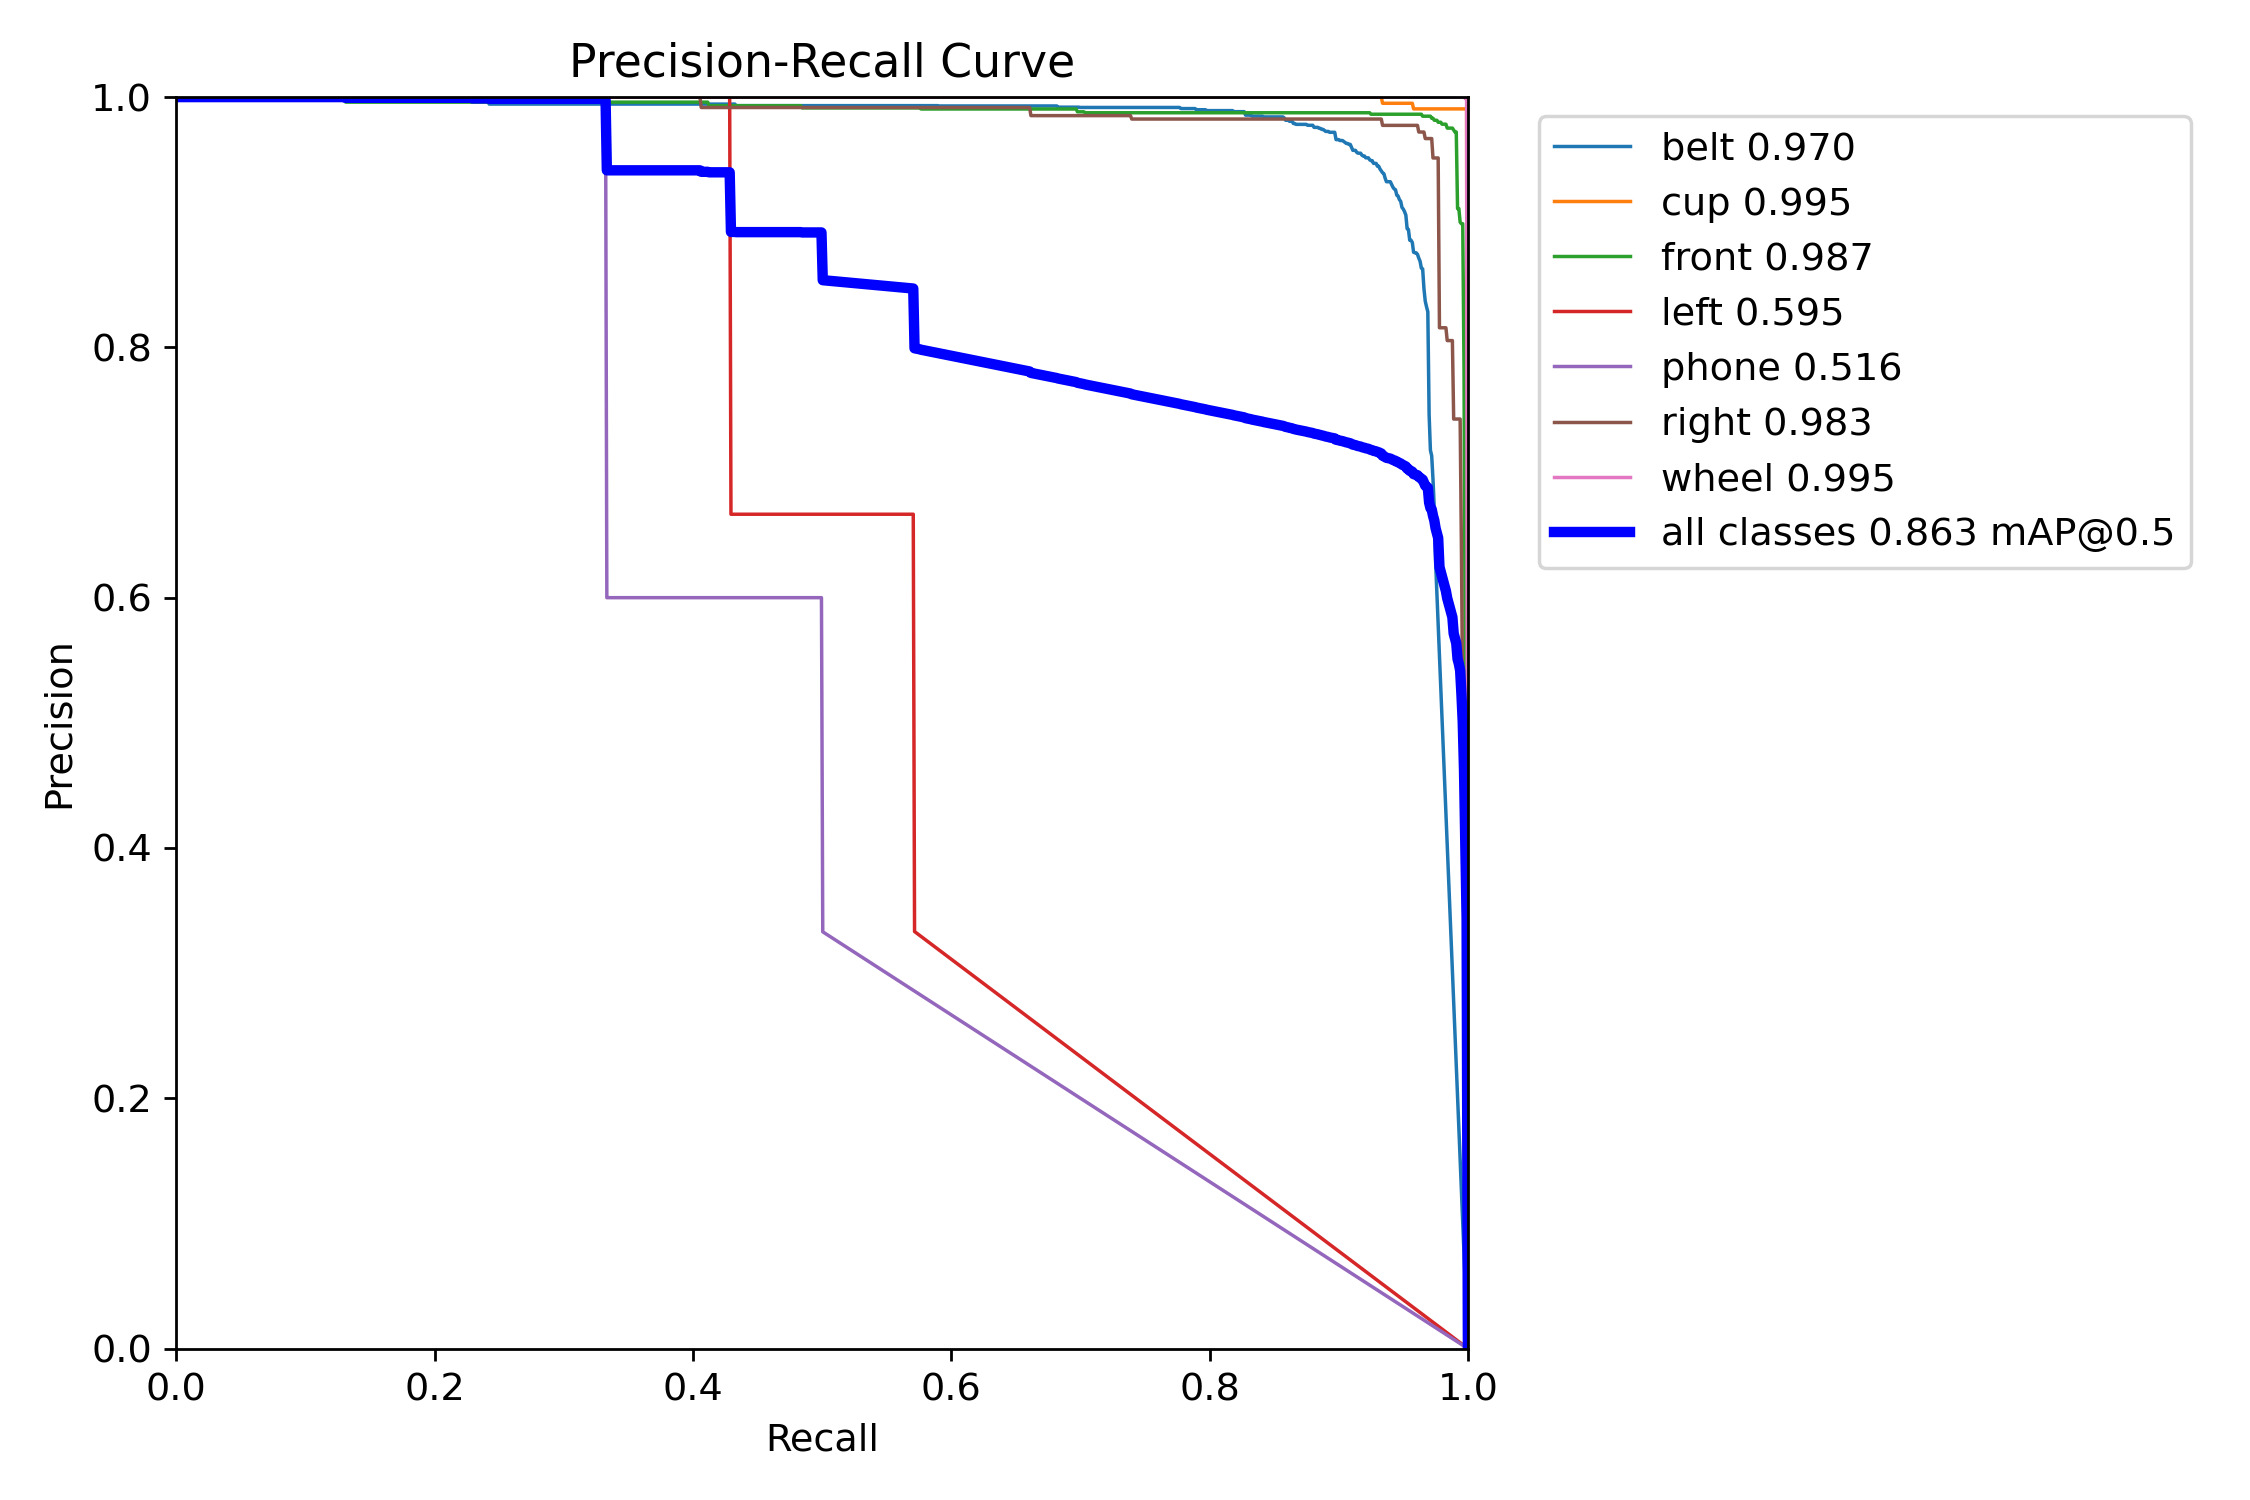 Precision-Recall Curve
1.0
0.8
0.6
0.4
0.2
0.0
Precision
0.0 0.2 0.4 0.6 0.8 1.0
Recall
belt 0.970
cup 0.995
front 0.987
left 0.595
phone 0.516
right 0.983
wheel 0.995
all classes 0.863 mAP@0.5